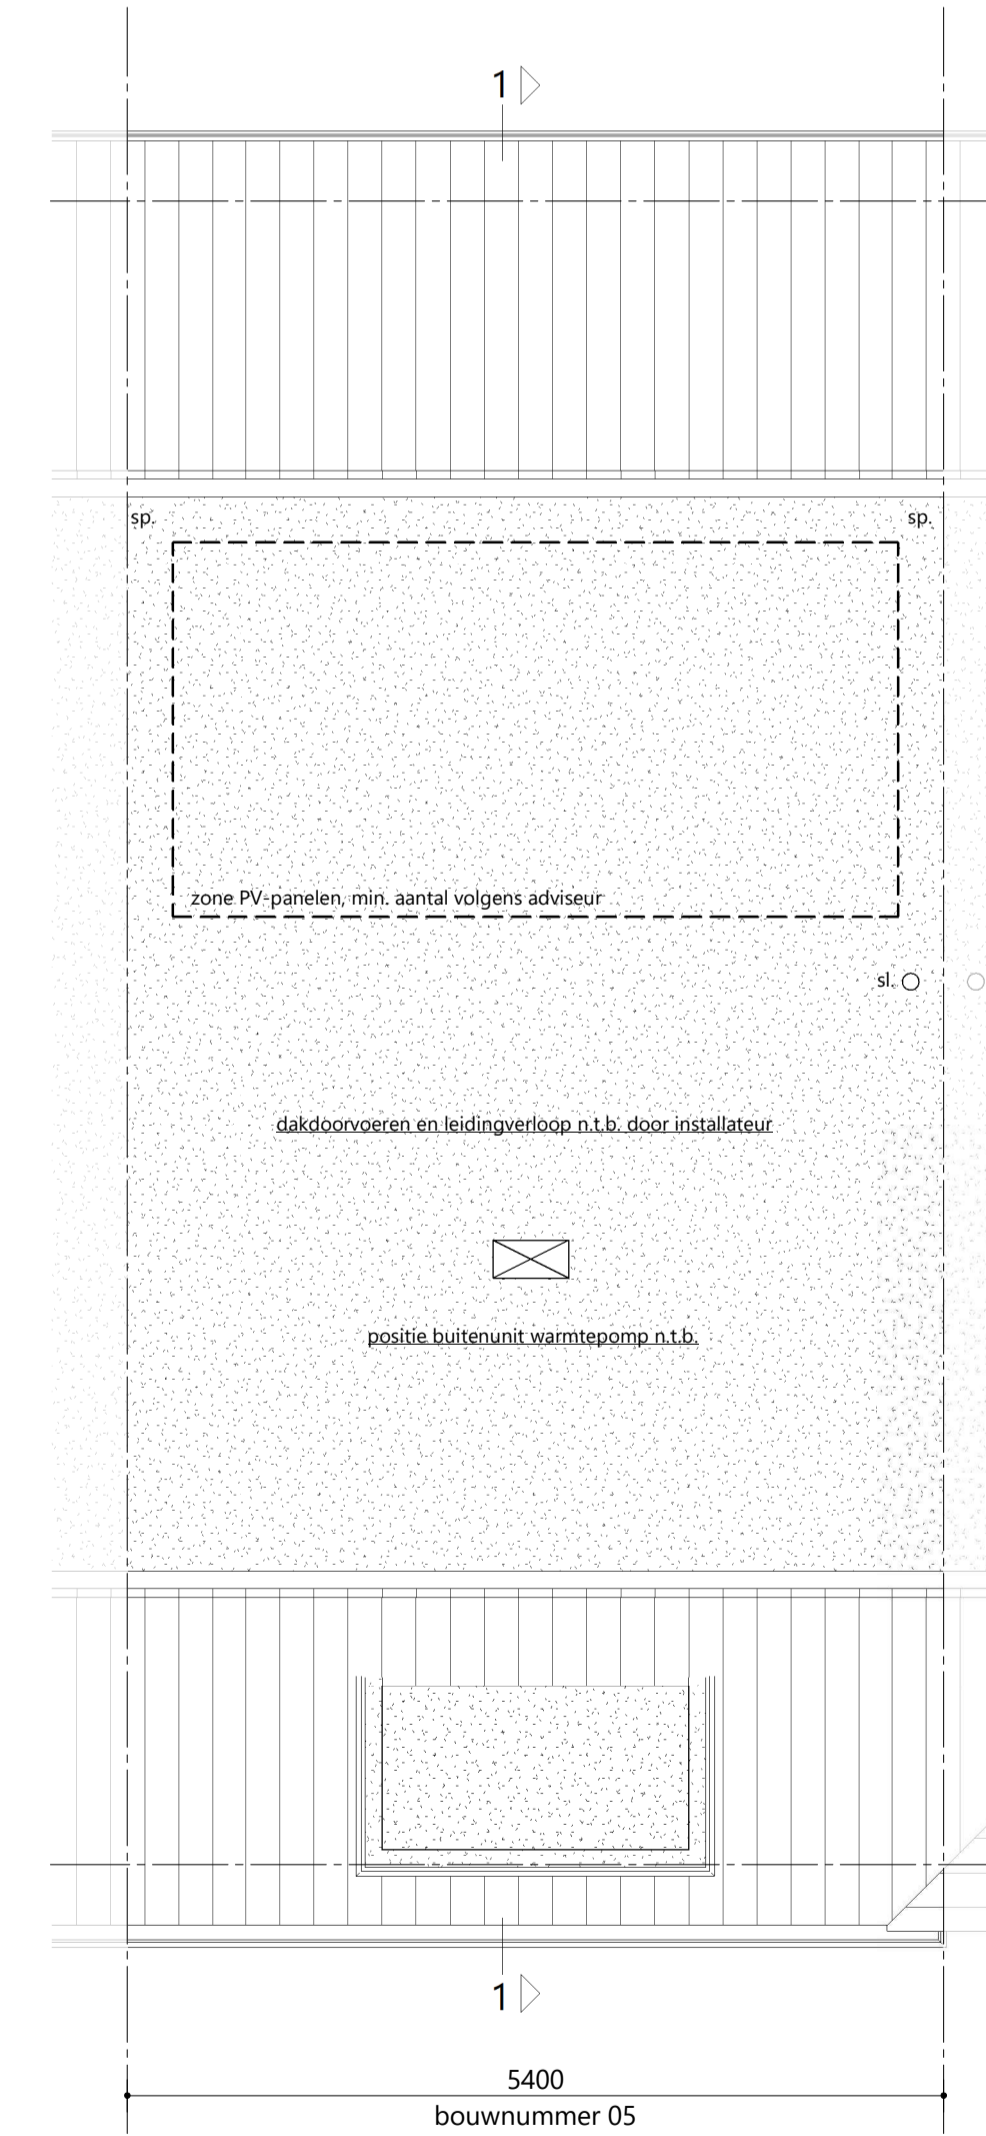 1
sp.
sp.
zone PV-panelen, min. aantal volgens adviseur
sl.
dakdoorvoeren en leidingverloop n.t.b. door installateur
positie buitenunit warmtepomp n.t.b.
1
5400
bouwnummer 05